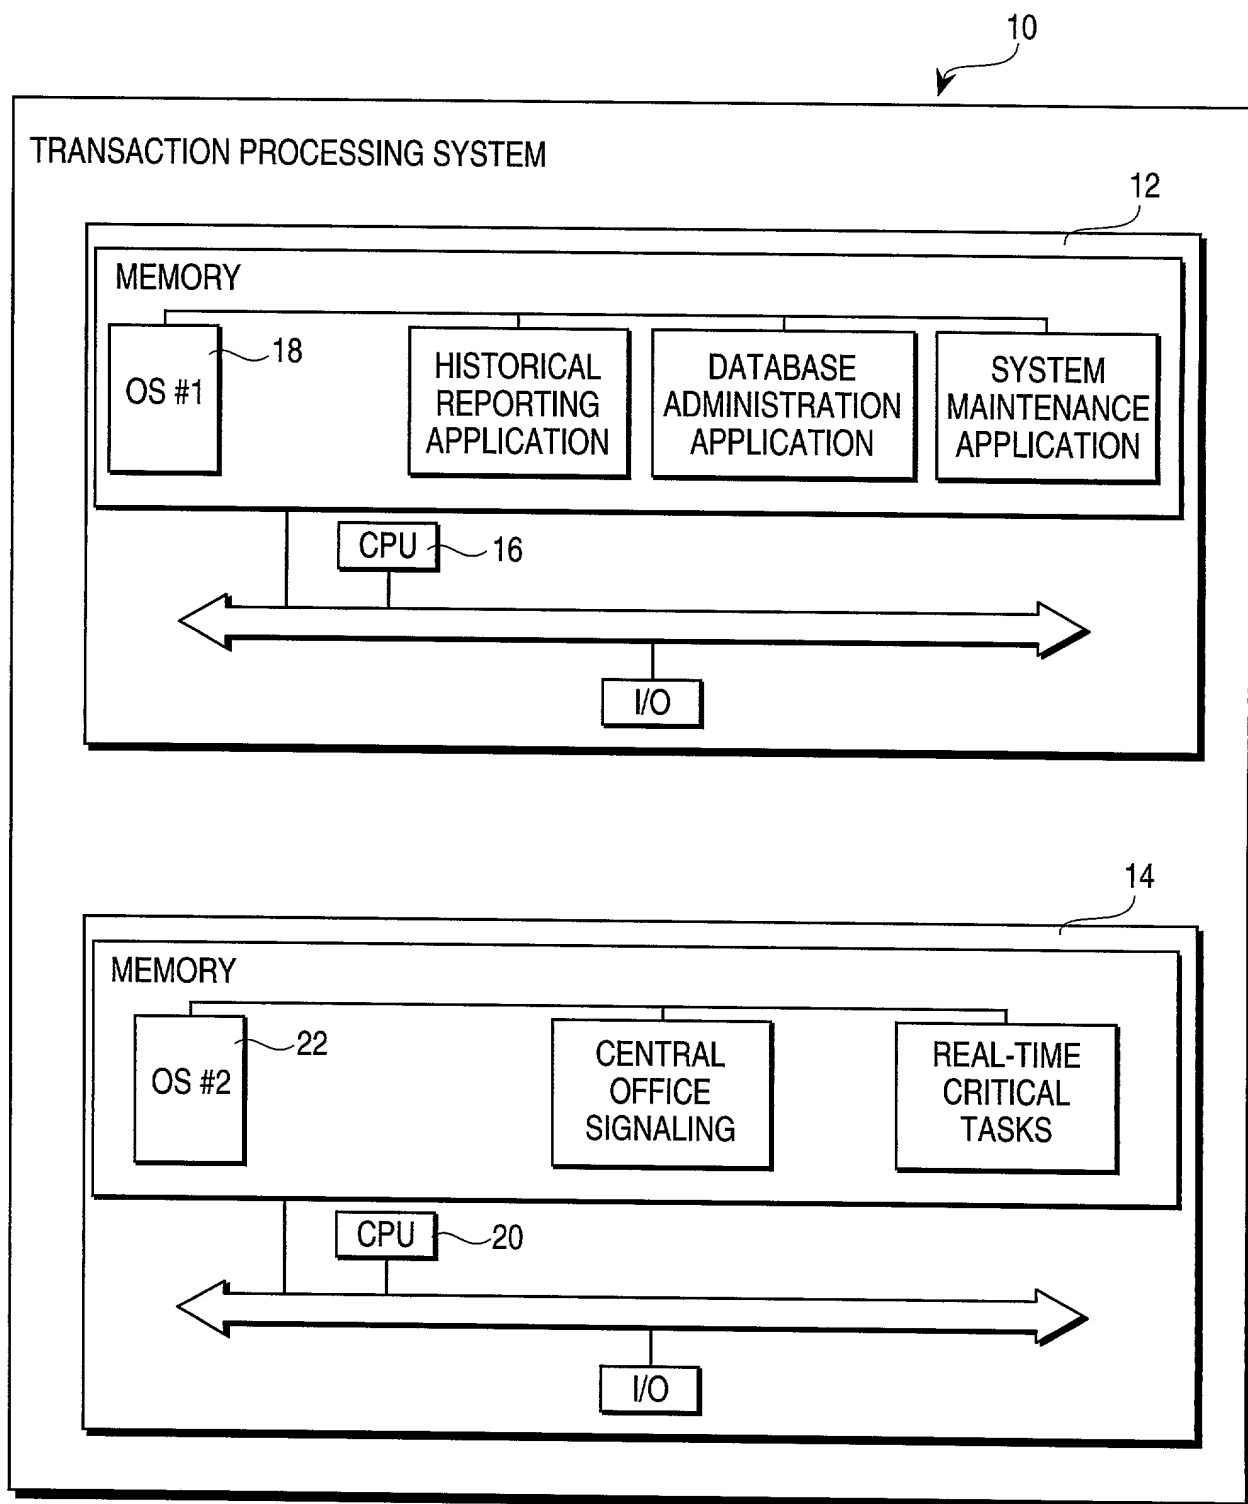 10
TRANSACTION PROCESSING SYSTEM
12
MEMORY
OS #1
18
HISTORICAL
REPORTING
APPLICATION
DATABASE
ADMINISTRATION
APPLICATION
SYSTEM
MAINTENANCE
APPLICATION
CPU
16
I/O
14
MEMORY
OS #2
22
CENTRAL
OFFICE
SIGNALING
REAL-TIME
CRITICAL
TASKS
CPU
20
I/O